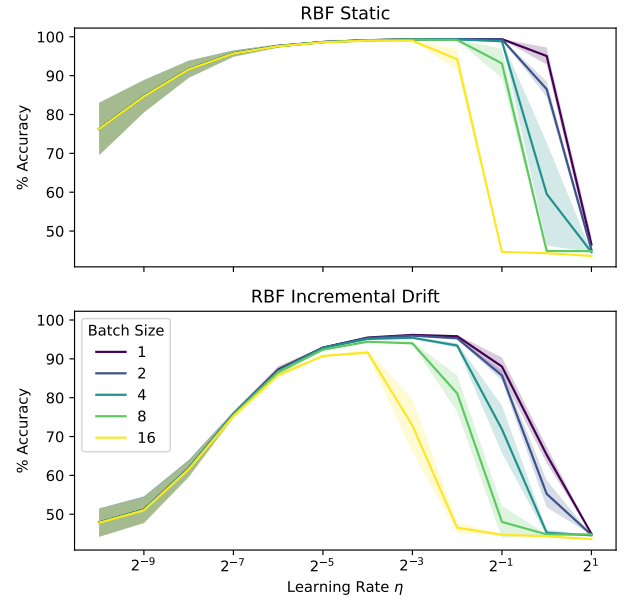 RBF Static
% Accuracy
100
90
80
70
60
50
RBF Incremental Drift
% Accuracy
100
90
80
70
60
50
Batch Size
1
2
4
8
16
2⁻⁹ 2⁻⁷ 2⁻⁵ 2⁻³ 2⁻¹ 2¹
Learning Rate η